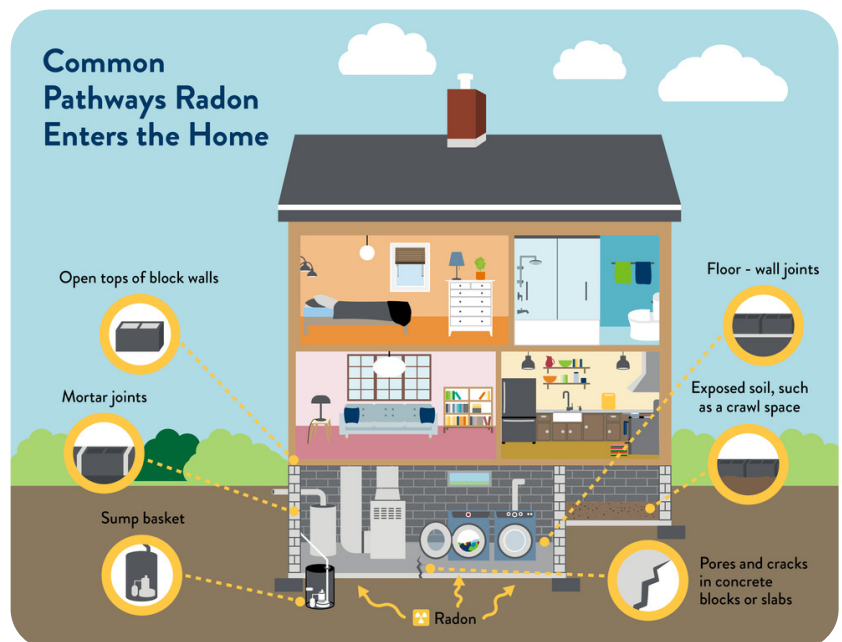 Common
Pathways Radon
Enters the Home
Open tops of block walls
Mortar joints
Sump basket
Floor - wall joints
Exposed soil, such
as a crawl space
Pores and cracks
in concrete
blocks or slabs
Radon